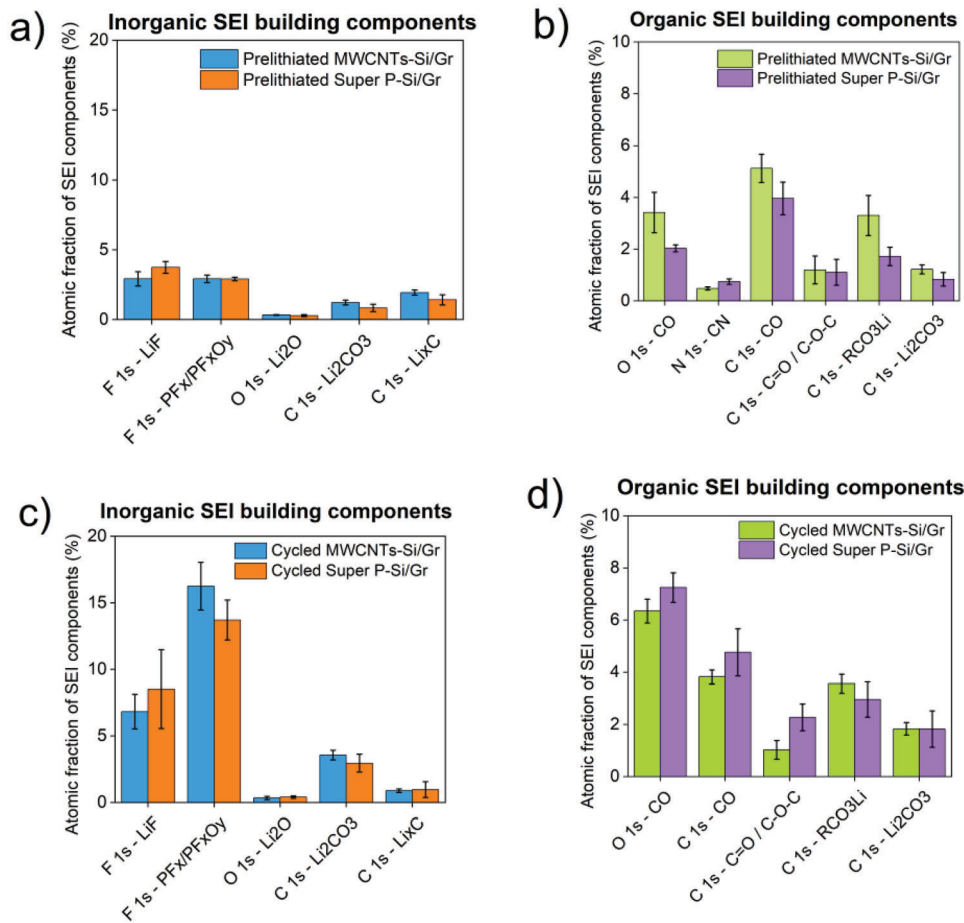 a)
Inorganic SEI building components
Atomic fraction of SEI components (%)
20
15
10
5
0
Prelithiated MWCNTs-Si/Gr
Prelithiated Super P-Si/Gr
F 1s - LiF
F 1s - PFx/PFxOy
O 1s - Li2O
C 1s - Li2CO3
C 1s - LixC
b)
Organic SEI building components
Atomic fraction of SEI components (%)
10
8
6
4
2
0
Prelithiated MWCNTs-Si/Gr
Prelithiated Super P-Si/Gr
O 1s - CO
N 1s - CN
C 1s - CO
C 1s - C=O / C-O-C
C 1s - RCO3Li
C 1s - Li2CO3
c)
Inorganic SEI building components
Atomic fraction of SEI components (%)
20
15
10
5
0
Cycled MWCNTs-Si/Gr
Cycled Super P-Si/Gr
F 1s - LiF
F 1s - PFx/PFxOy
O 1s - Li2O
C 1s - Li2CO3
C 1s - LixC
d)
Organic SEI building components
Atomic fraction of SEI components (%)
10
8
6
4
2
0
Cycled MWCNTs-Si/Gr
Cycled Super P-Si/Gr
O 1s - CO
C 1s - CO
C 1s - C=O / C-O-C
C 1s - RCO3Li
C 1s - Li2CO3